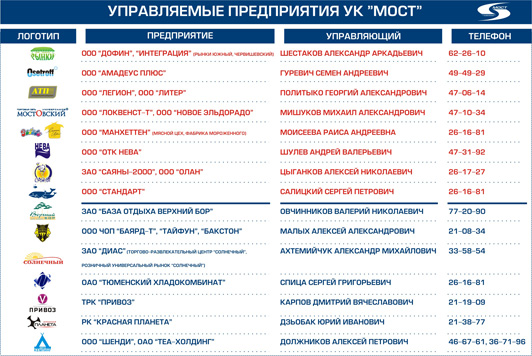 УПРАВЛЯЕМЫЕ ПРЕДПРИЯТИЯ УК "МОСТ"
МОСТ
ЛОГОТИП ПРЕДПРИЯТИЕ УПРАВЛЯЮЩИЙ ТЕЛЕФОН
РЫНКИ ООО "ДОФИН", "ИНТЕГРАЦИЯ" (РЫНКИ ЮЖНЫЙ, ЧЕРВИШЕВСКИЙ) ШЕСТАКОВ АЛЕКСАНДР АРКАДЬЕВИЧ 62-26-10
ООО "АМАДЕУС ПЛЮС" ГУРЕВИЧ СЕМЕН АНДРЕЕВИЧ 49-49-29
АТП ООО "ЛЕГИОН", ООО "ЛИТЕР" ПОЛИТЫКО ГЕОРГИЙ АЛЕКСАНДРОВИЧ 47-06-14
МОСТОВСКИЙ ООО "ЛОКВЕНСТ-Т", ООО "НОВОЕ ЭЛЬДОРАДО" МИШУКОВ МИХАИЛ АЛЕКСАНДРОВИЧ 47-10-34
ООО "МАНХЕТТЕН" (МЯСНОЙ ЦЕХ, ФАБРИКА МОРОЖЕННОГО) МОИСЕЕВА РАИСА АНДРЕЕВНА 26-16-81
НЕВА ООО "ОТК НЕВА" ШУЛЕВ АНДРЕЙ ВАЛЕРЬЕВИЧ 47-31-92
ЗАО "САЯНЫ-2000", ООО "ОЛАН" ЦЫГАНКОВ АЛЕКСЕЙ НИКОЛАЕВИЧ 26-17-27
ООО "СТАНДАРТ" САЛИЦКИЙ СЕРГЕЙ ПЕТРОВИЧ 26-16-81
ЗАО "БАЗА ОТДЫХА ВЕРХНИЙ БОР" ОВЧИННИКОВ ВАЛЕРИЙ НИКОЛАЕВИЧ 77-20-90
ООО ЧОП "БАЯРД-Т", "ТАЙФУН", "БАКСТОН" МАЛЫХ АЛЕКСЕЙ АЛЕКСАНДРОВИЧ 21-08-34
ЗАО "ДИАС" (ТОРГОВО-РАЗВЛЕКАТЕЛЬНЫЙ ЦЕНТР "СОЛНЕЧНЫЙ", АХТЕМИЙЧУК АЛЕКСАНДР МИХАЙЛОВИЧ 33-58-54
СОЛНЕЧНЫЙ РОЗНИЧНЫЙ УНИВЕРСАЛЬНЫЙ РЫНОК "СОЛНЕЧНЫЙ")
ОАО "ТЮМЕНСКИЙ ХЛАДОКОМБИНАТ" СПИЦА СЕРГЕЙ ГРИГОРЬЕВИЧ 26-16-81
ПРИВОЗ ТРК "ПРИВОЗ" КАРПОВ ДМИТРИЙ ВЯЧЕСЛАВОВИЧ 21-19-09
ПЛАНЕТА РК "КРАСНАЯ ПЛАНЕТА" ДЗЬОБАК ЮРИЙ ИВАНОВИЧ 21-38-77
ООО "ШЕНДИ", ОАО "ТЕА-ХОЛДИНГ" ДОЛЖНИКОВ АЛЕКСЕЙ ПЕТРОВИЧ 46-67-61, 36-71-96